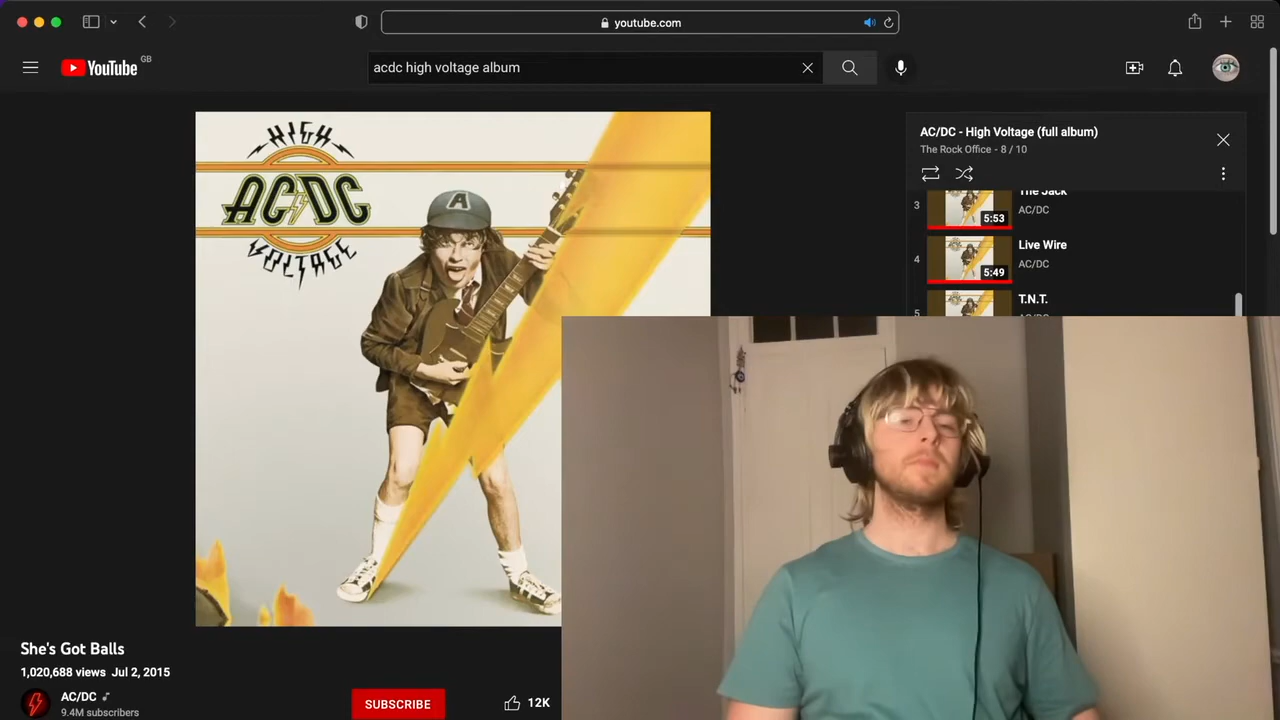 youtube.com
YouTube
GB
acdc high voltage album
HIGH
AC/DC
VOLTAGE
A
AC/DC - High Voltage (full album)
The Rock Office - 8 / 10
3
The Jack
5:53
AC/DC
4
Live Wire
5:49
AC/DC
5
T.N.T.
She's Got Balls
1,020,688 views Jul 2, 2015
AC/DC
9.4M subscribers
SUBSCRIBE
12K